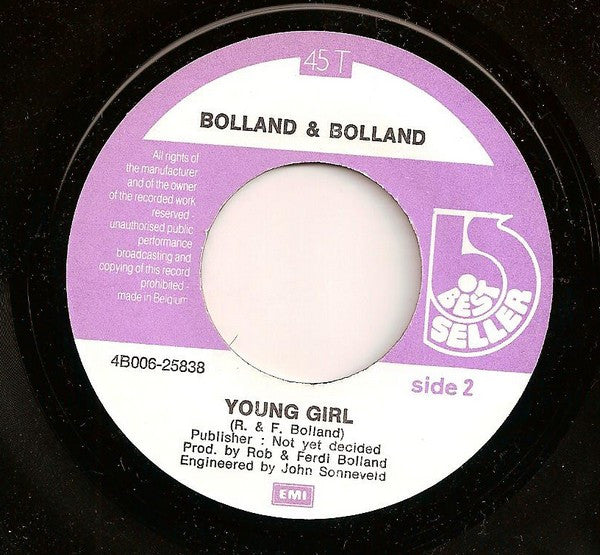 45 T
BOLLAND & BOLLAND
All rights of
the manufacturer
and of the owner
of the recorded work
reserved -
unauthorised public
performance
broadcasting and
copying of this record
prohibited -
made in Belgium
BEST
SELLER
4B006-25838
side 2
YOUNG GIRL
(R. & F. Bolland)
Publisher : Not yet decided
Prod. by Rob & Ferdi Bolland
Engineered by John Sonneveld
EMI